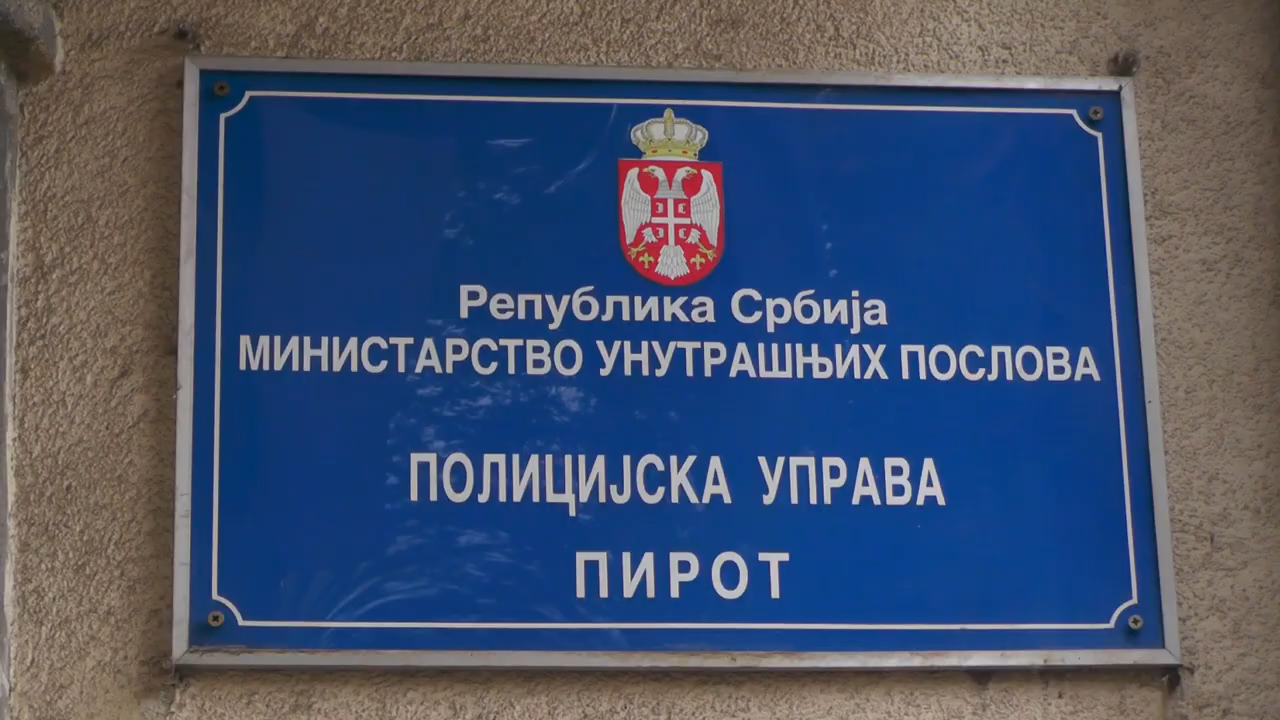 Република Србија
МИНИСТАРСТВО УНУТРАШЊИХ ПОСЛОВА
ПОЛИЦИЈСКА УПРАВА
ПИРОТ